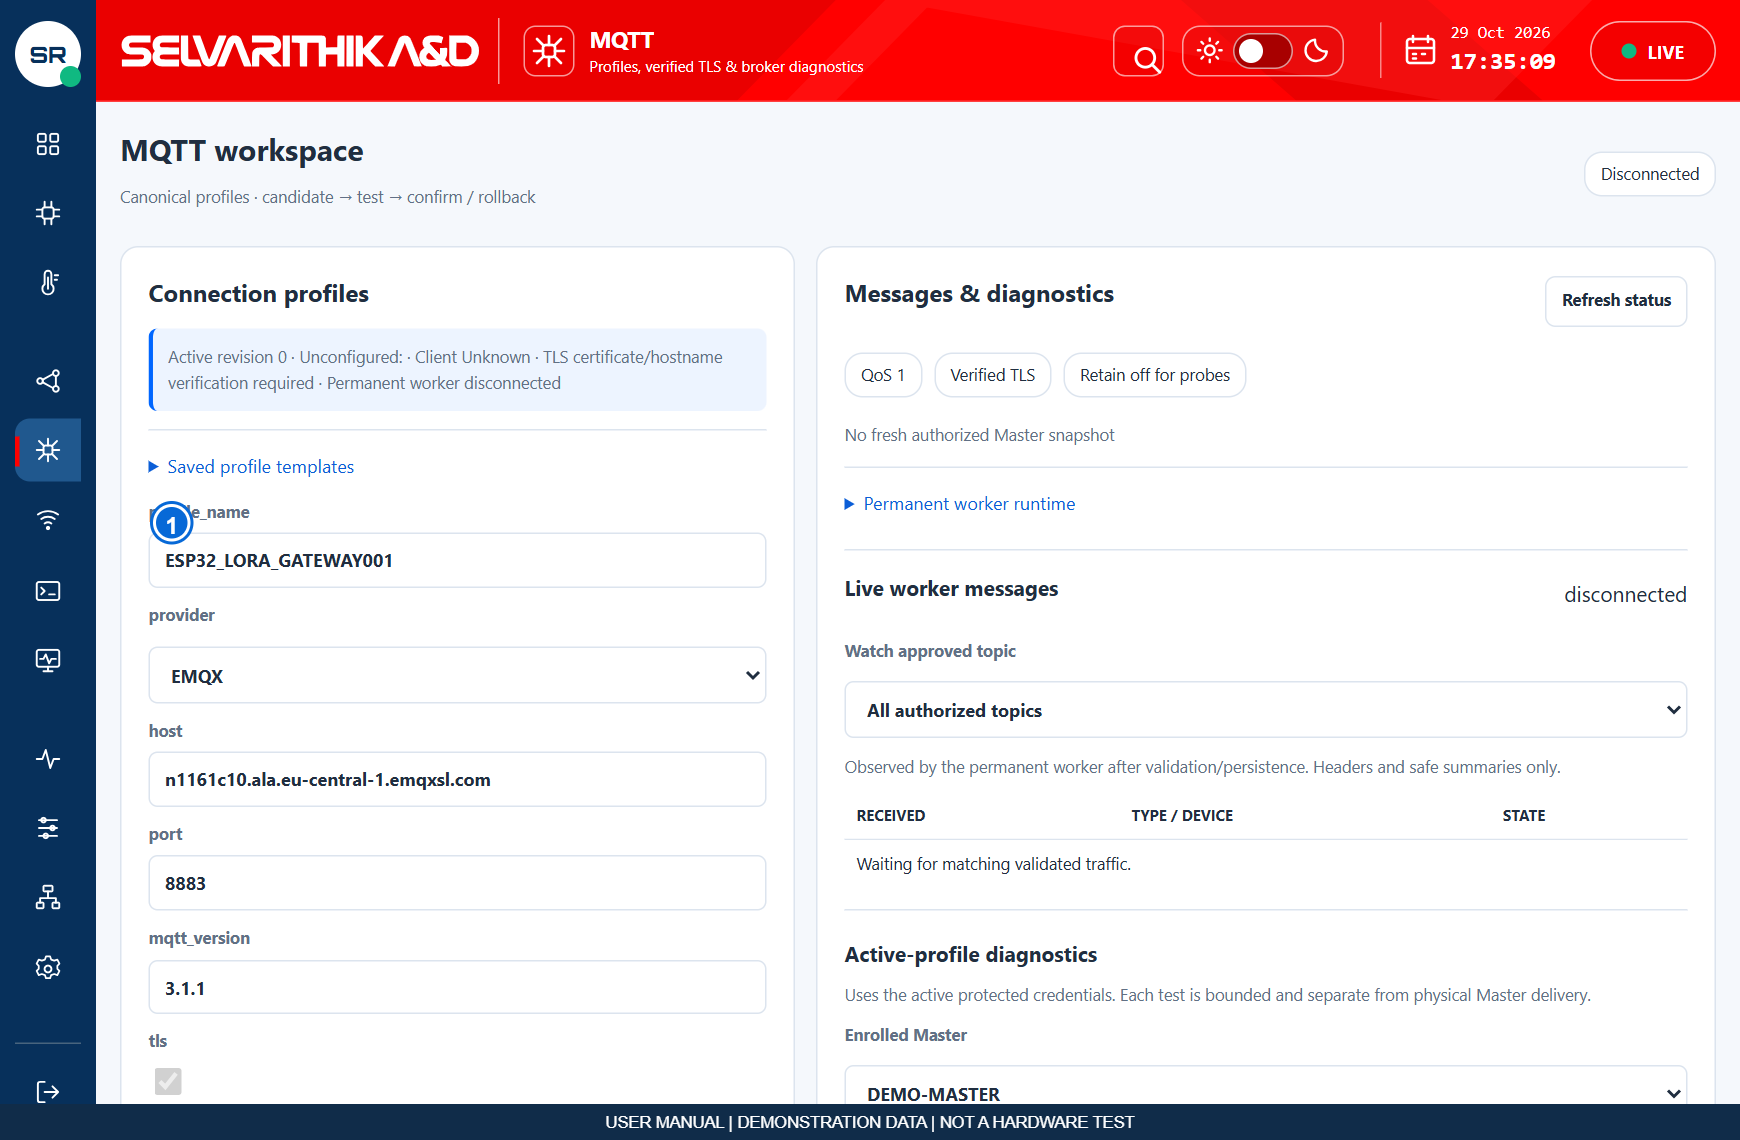 SR
SELVARITHIK A&D
MQTT
Profiles, verified TLS & broker diagnostics
29 Oct 2026
17:35:09
LIVE
MQTT workspace
Canonical profiles · candidate → test → confirm / rollback
Disconnected
Connection profiles
Active revision 0 · Unconfigured: · Client Unknown · TLS certificate/hostname
verification required · Permanent worker disconnected
Saved profile templates
1
e_name
ESP32_LORA_GATEWAY001
provider
EMQX
host
n1161c10.ala.eu-central-1.emqxsl.com
port
8883
mqtt_version
3.1.1
tls
Messages & diagnostics
Refresh status
QoS 1
Verified TLS
Retain off for probes
No fresh authorized Master snapshot
Permanent worker runtime
Live worker messages
disconnected
Watch approved topic
All authorized topics
Observed by the permanent worker after validation/persistence. Headers and safe summaries only.
RECEIVED TYPE / DEVICE STATE
Waiting for matching validated traffic.
Active-profile diagnostics
Uses the active protected credentials. Each test is bounded and separate from physical Master delivery.
Enrolled Master
DEMO-MASTER
USER MANUAL | DEMONSTRATION DATA | NOT A HARDWARE TEST